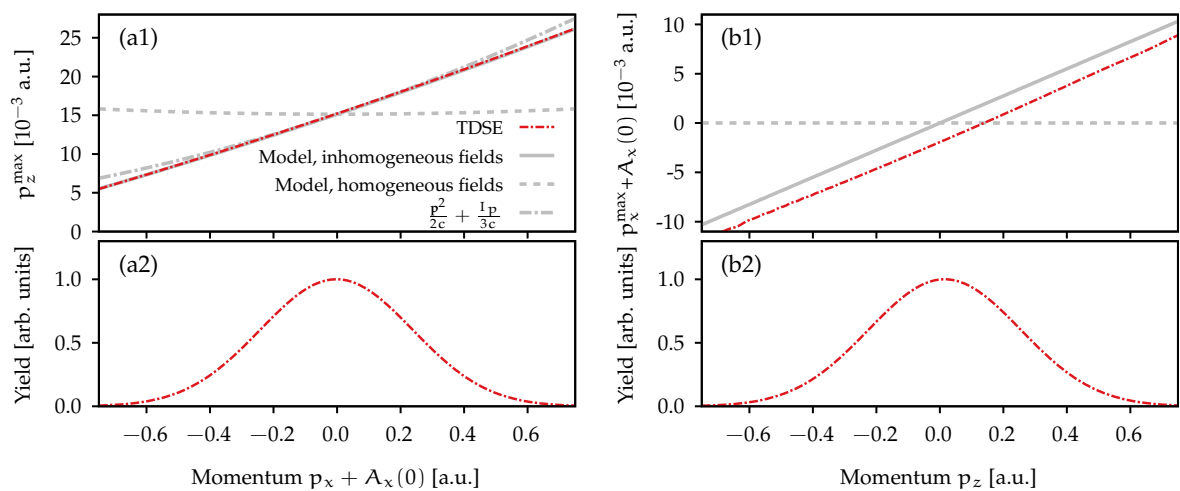 (a1)
p_z^max [10⁻³ a.u.]
25
20
15
10
5
0
TDSE
Model, inhomogeneous fields
Model, homogeneous fields
p²/2c + Ip/3c
(b1)
p_x^max+A_x(0) [10⁻³ a.u.]
10
5
0
-5
-10
(a2)
Yield [arb. units]
1.0
0.5
0.0
−0.6 −0.4 −0.2 0.0 0.2 0.4 0.6
Momentum p_x + A_x(0) [a.u.]
(b2)
Yield [arb. units]
1.0
0.5
0.0
−0.6 −0.4 −0.2 0.0 0.2 0.4 0.6
Momentum p_z [a.u.]